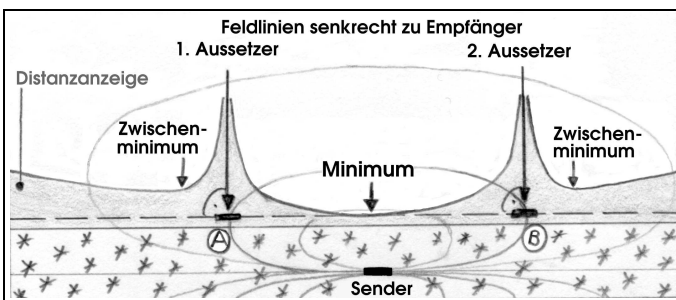 Feldlinien senkrecht zu Empfänger
1. Aussetzer
2. Aussetzer
Distanzanzeige
Zwischen-
minimum
Minimum
Zwischen-
minimum
A
B
Sender